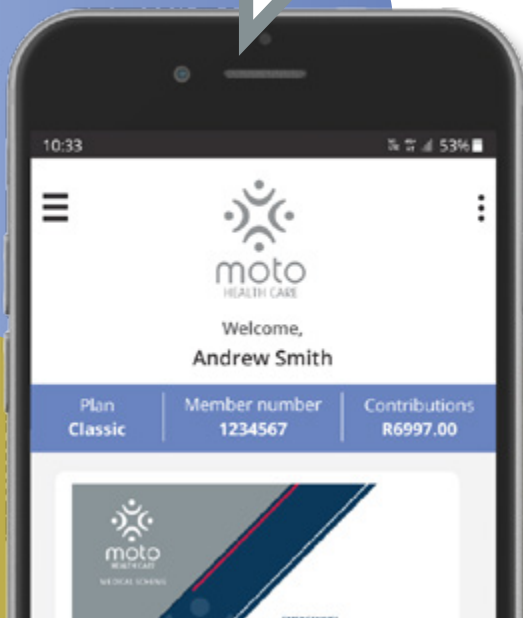 10:33
53%
moto
HEALTH CARE
Welcome,
Andrew Smith
Plan
Member number
Contributions
Classic
1234567
R6997.00
moto
HEALTH CARE
MEDICAL SCHEME